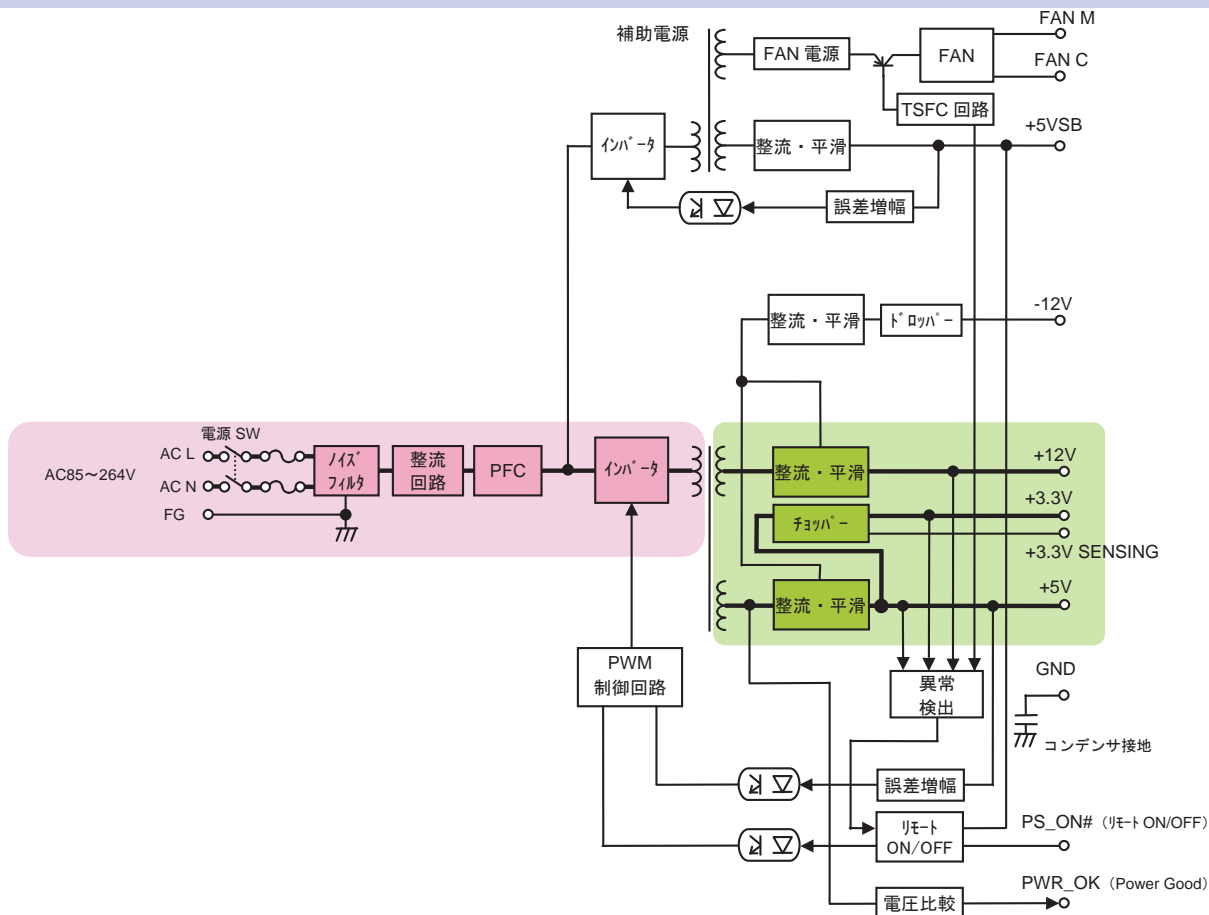 補助電源
FAN 電源
FAN
FAN M
FAN C
TSFC 回路
+5VSB
ｲﾝﾊﾞｰﾀ
整流・平滑
誤差増幅
整流・平滑
ﾄﾞﾛｯﾊﾟｰ
-12V
AC85～264V
電源 SW
AC L
AC N
FG
ﾉｲｽﾞ
ﾌｨﾙﾀ
整流
回路
PFC
ｲﾝﾊﾞｰﾀ
整流・平滑
+12V
ﾁｮｯﾊﾟｰ
+3.3V
+3.3V SENSING
整流・平滑
+5V
PWM
制御回路
異常
検出
GND
コンデンサ接地
誤差増幅
ﾘﾓｰﾄ
ON/OFF
PS_ON#（ﾘﾓｰﾄ ON/OFF）
電圧比較
PWR_OK（Power Good）